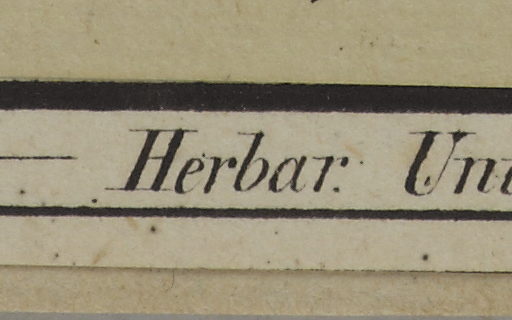 — Herbar.